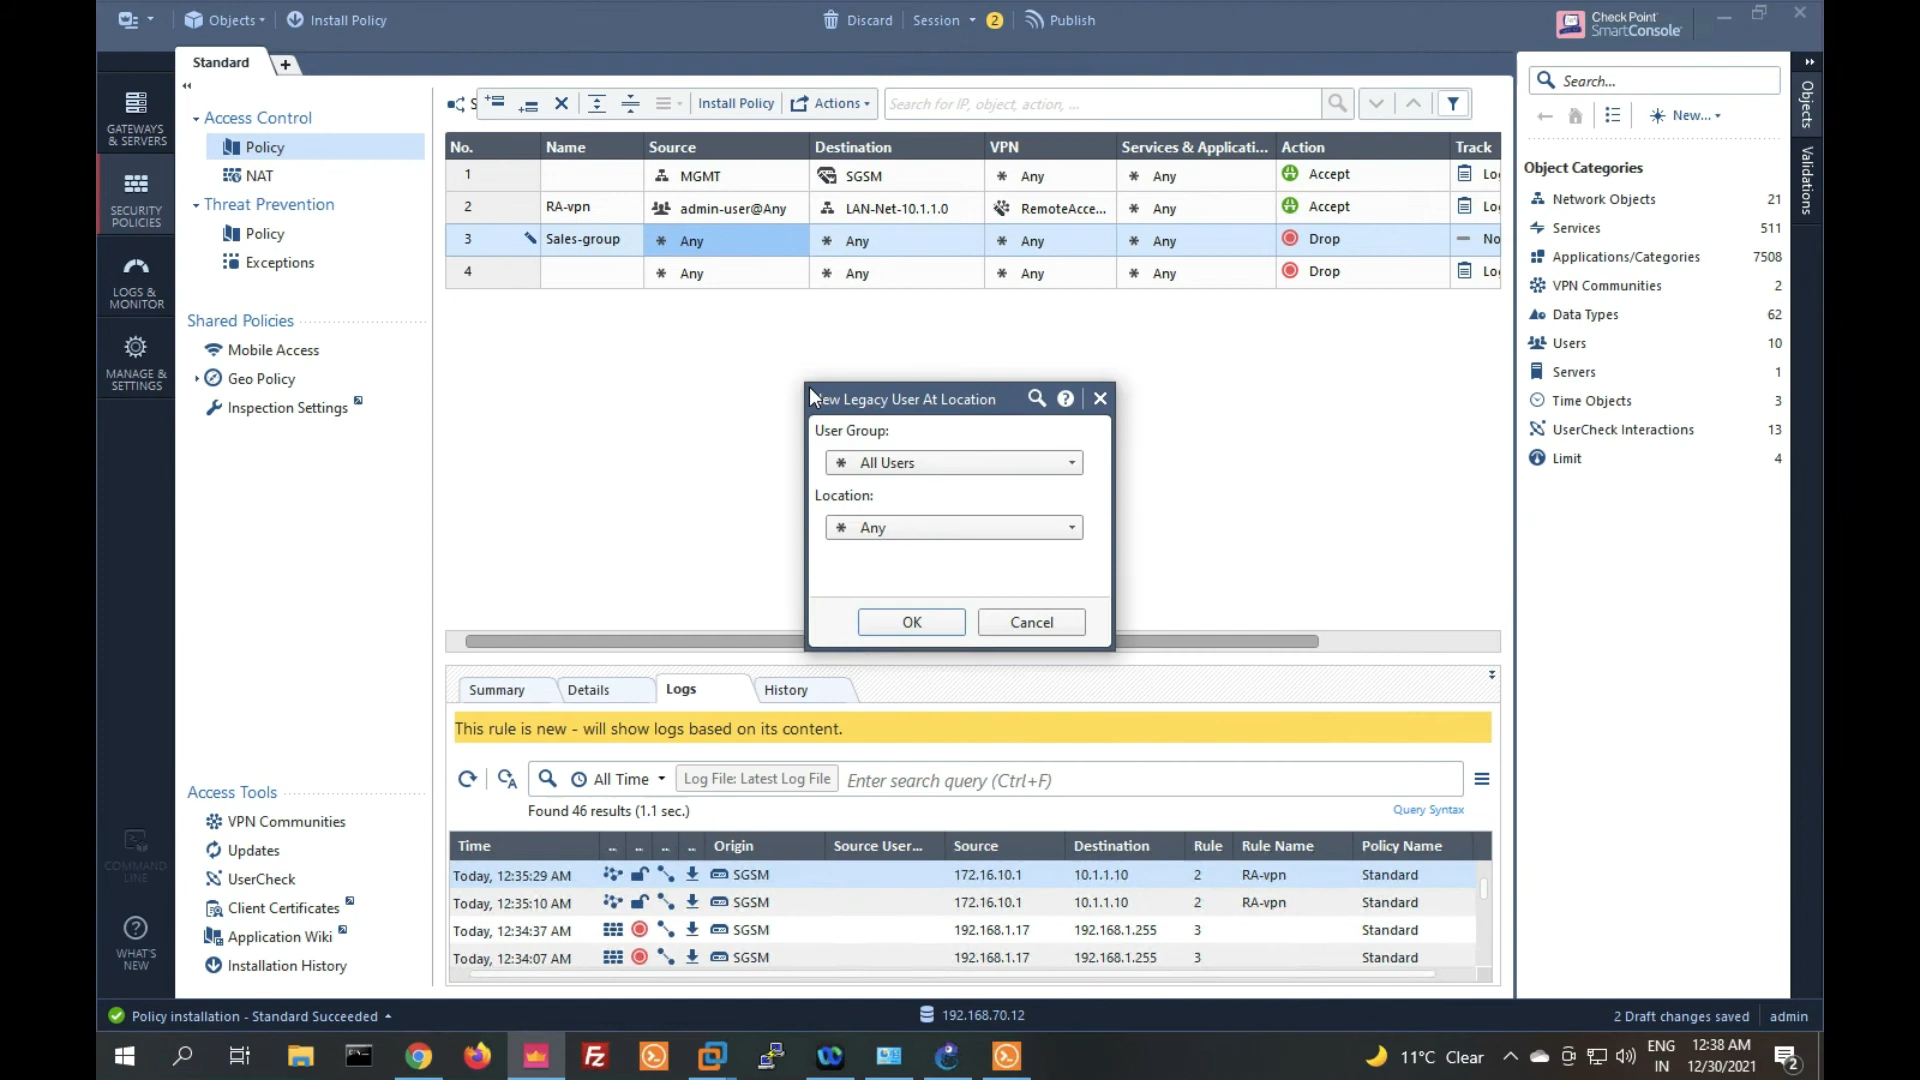 Objects
Install Policy
Discard
Session
2
Publish
Check Point
SmartConsole
Standard
+
Search...
New...
GATEWAYS & SERVERS
SECURITY POLICIES
LOGS & MONITOR
MANAGE & SETTINGS
COMMAND LINE
WHAT'S NEW
Access Control
Policy
NAT
Threat Prevention
Policy
Exceptions
Shared Policies
Mobile Access
Geo Policy
Inspection Settings
Access Tools
VPN Communities
Updates
UserCheck
Client Certificates
Application Wiki
Installation History
S
Install Policy
Actions
Search for IP, object, action, ...
No. Name Source Destination VPN Services & Applicati... Action Track
1 MGMT SGSM Any Any Accept Lo
2 RA-vpn admin-user@Any LAN-Net-10.1.1.0 RemoteAcce... Any Accept Lo
3 Sales-group Any Any Any Any Drop No
4 Any Any Any Any Drop Lo
ew Legacy User At Location
User Group:
All Users
Location:
Any
OK
Cancel
Summary
Details
Logs
History
This rule is new - will show logs based on its content.
All Time
Log File: Latest Log File
Enter search query (Ctrl+F)
Found 46 results (1.1 sec.)
Query Syntax
Time .. .. .. .. Origin Source User... Source Destination Rule Rule Name Policy Name
Today, 12:35:29 AM SGSM 172.16.10.1 10.1.1.10 2 RA-vpn Standard
Today, 12:35:10 AM SGSM 172.16.10.1 10.1.1.10 2 RA-vpn Standard
Today, 12:34:37 AM SGSM 192.168.1.17 192.168.1.255 3 Standard
Today, 12:34:07 AM SGSM 192.168.1.17 192.168.1.255 3 Standard
Object Categories
Network Objects 21
Services 511
Applications/Categories 7508
VPN Communities 2
Data Types 62
Users 10
Servers 1
Time Objects 3
UserCheck Interactions 13
Limit 4
Objects
Validations
Policy installation - Standard Succeeded
192.168.70.12
2 Draft changes saved
admin
11°C Clear
ENG
IN
12:38 AM
12/30/2021
2